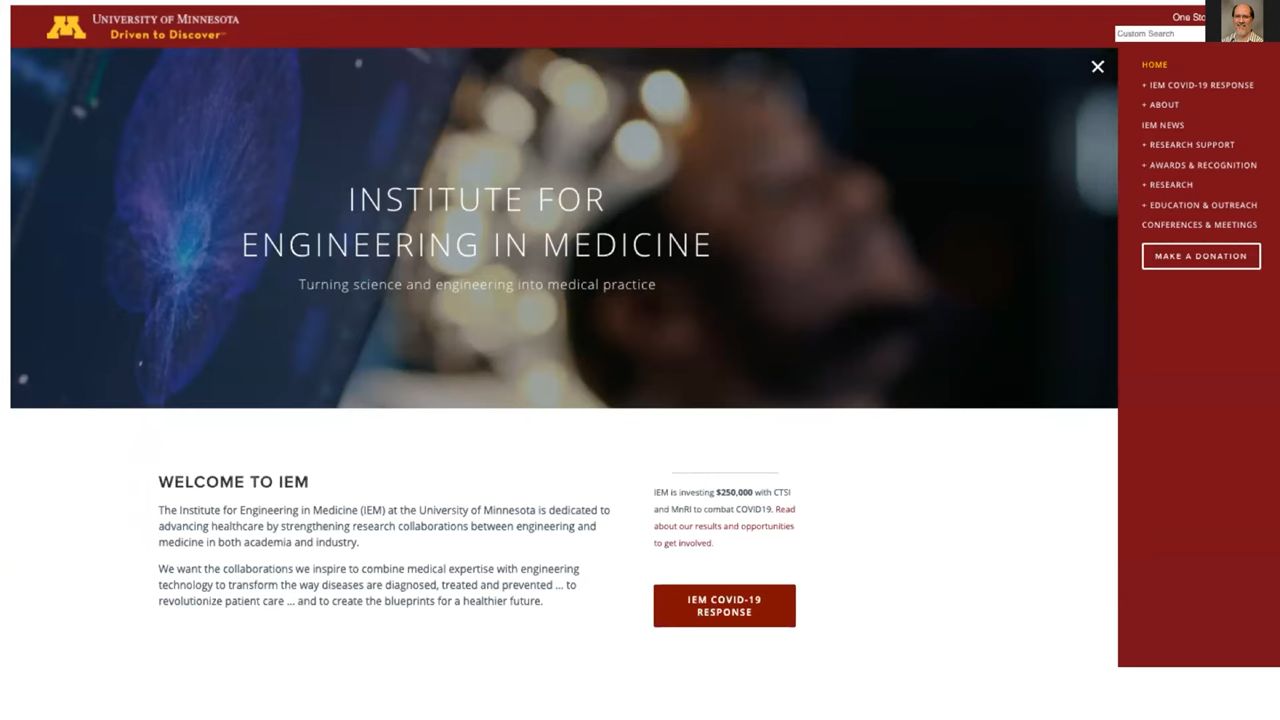 UNIVERSITY OF MINNESOTA
Driven to Discover
One Sto
Custom Search
HOME
+ IEM COVID-19 RESPONSE
+ ABOUT
IEM NEWS
+ RESEARCH SUPPORT
+ AWARDS & RECOGNITION
+ RESEARCH
+ EDUCATION & OUTREACH
CONFERENCES & MEETINGS
MAKE A DONATION
INSTITUTE FOR
ENGINEERING IN MEDICINE
Turning science and engineering into medical practice
WELCOME TO IEM
The Institute for Engineering in Medicine (IEM) at the University of Minnesota is dedicated to
advancing healthcare by strengthening research collaborations between engineering and
medicine in both academia and industry.
We want the collaborations we inspire to combine medical expertise with engineering
technology to transform the way diseases are diagnosed, treated and prevented ... to
revolutionize patient care ... and to create the blueprints for a healthier future.
IEM is investing $250,000 with CTSI
and MnRI to combat COVID19. Read
about our results and opportunities
to get involved.
IEM COVID-19
RESPONSE